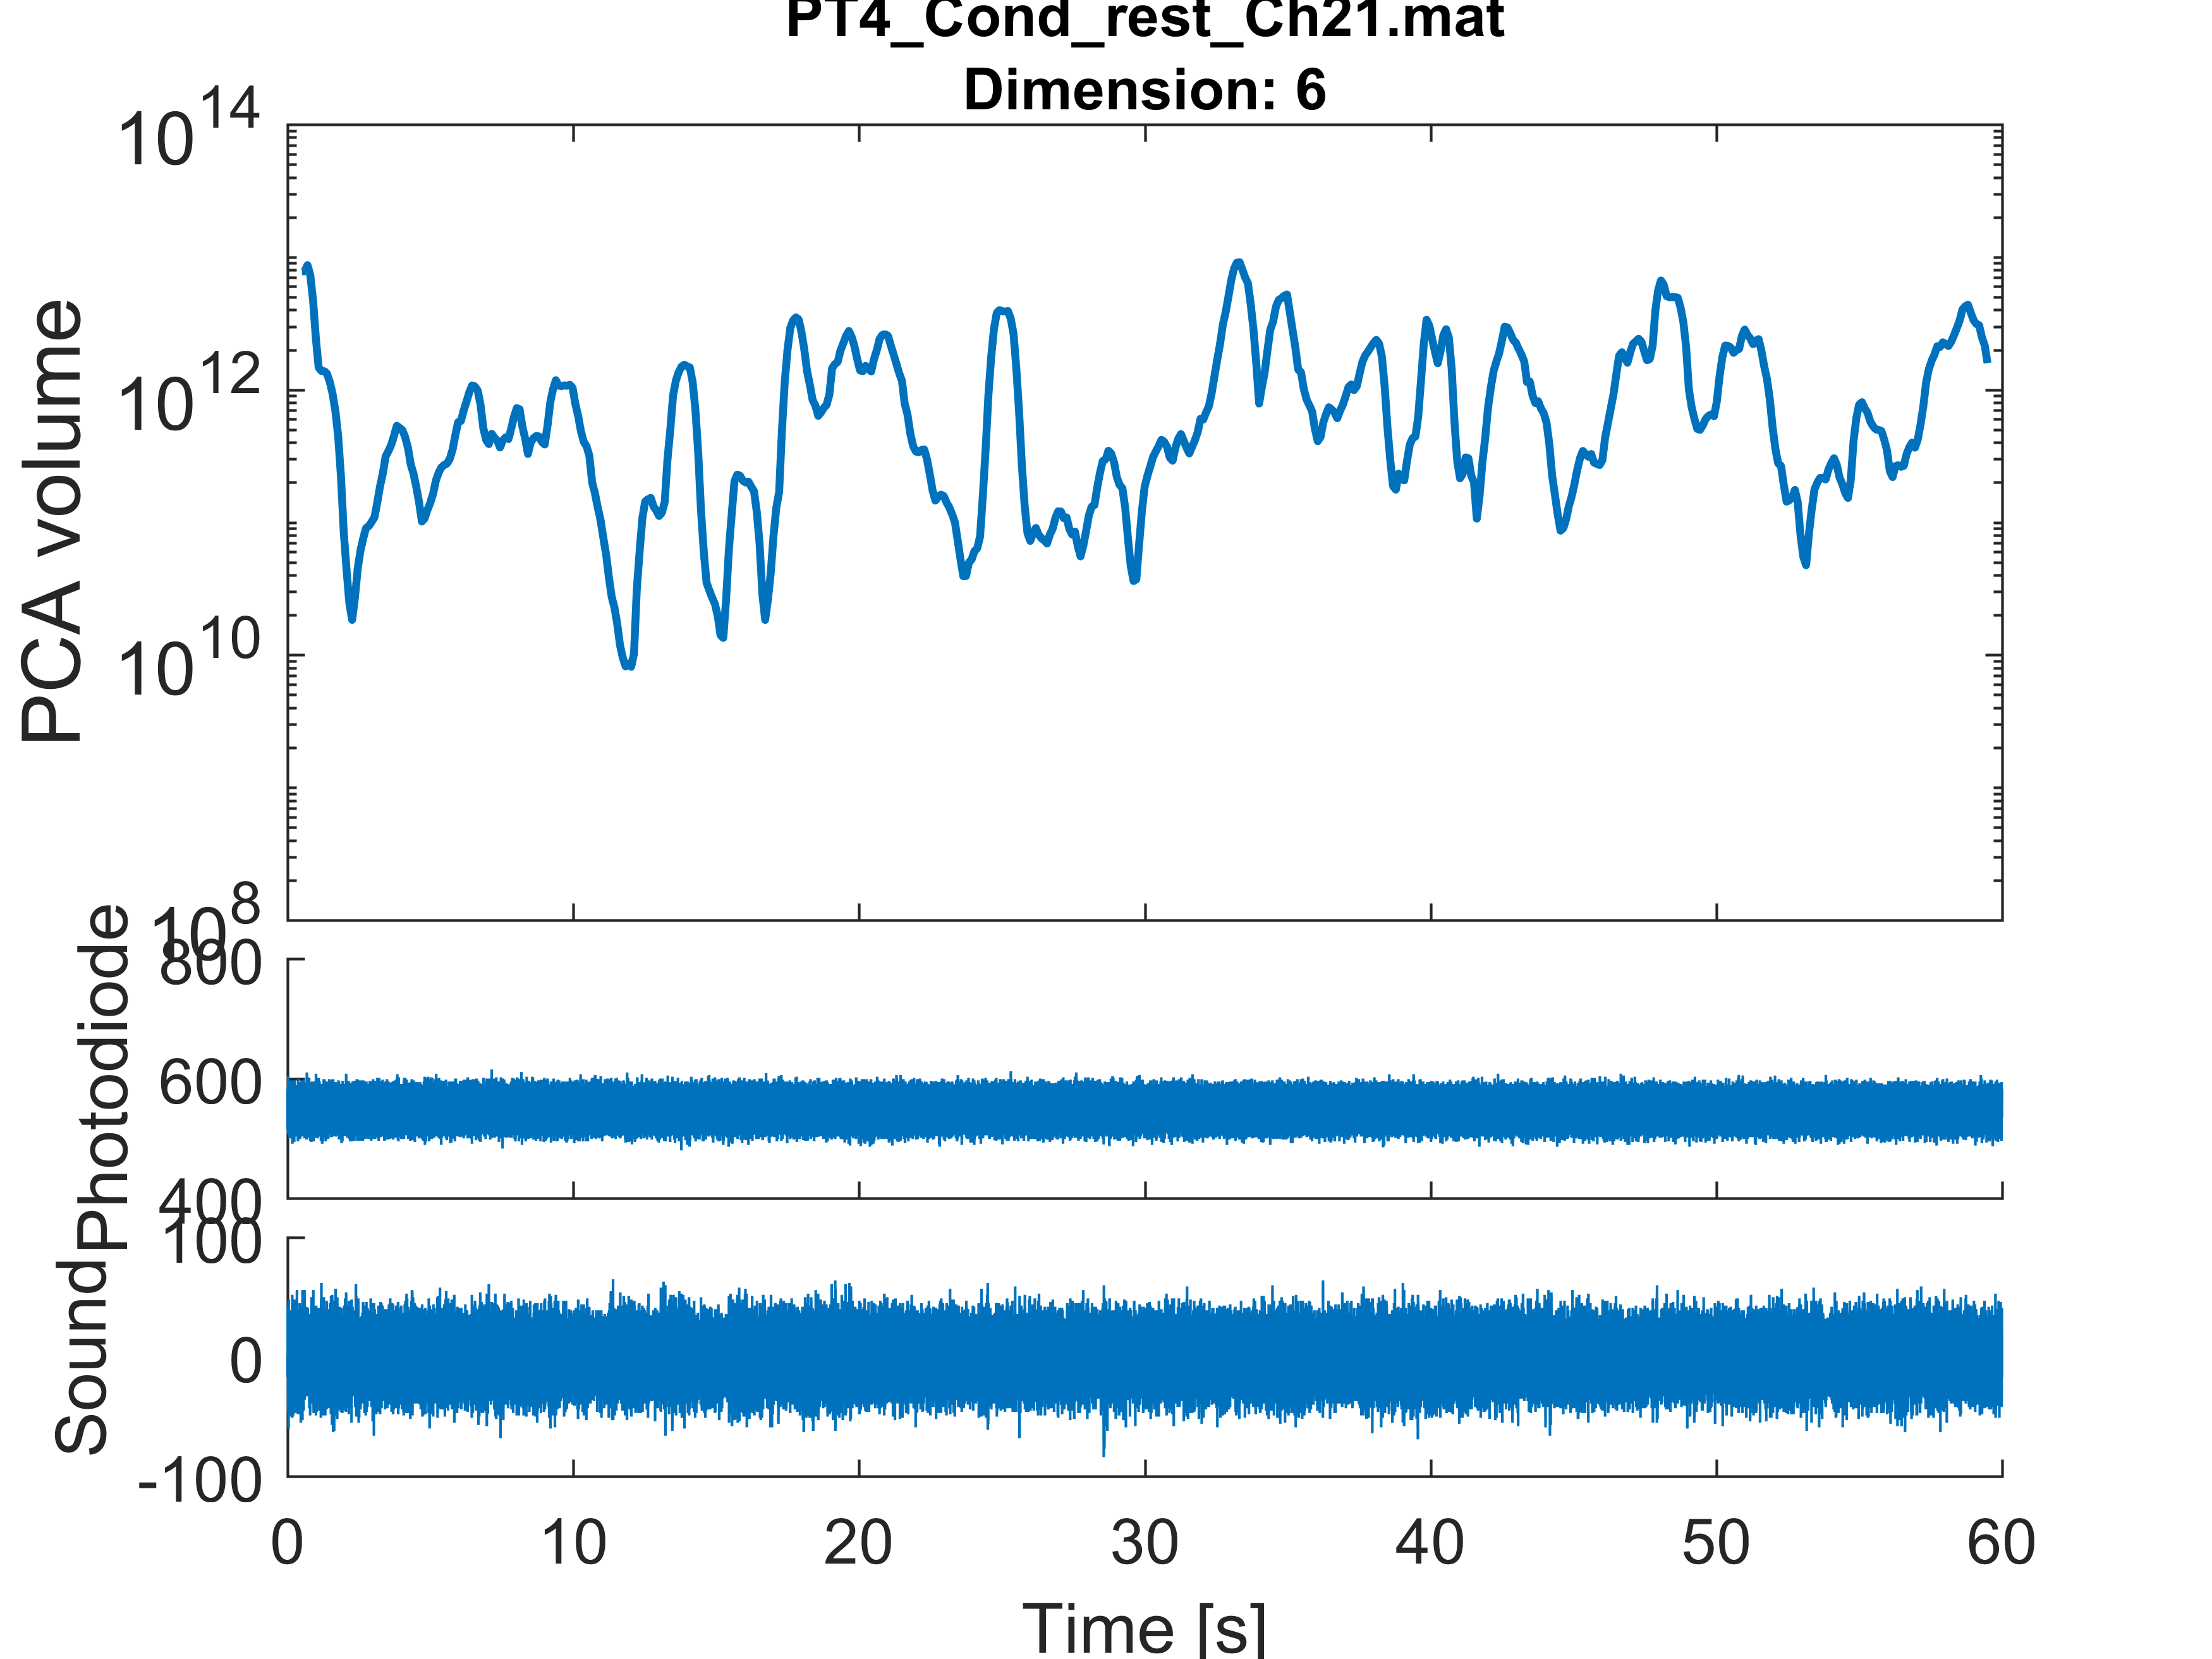 PT4_Cond_rest_Ch21.mat
Dimension: 6
PCA volume
10^14
10^12
10^10
10^8
Photodiode
800
600
400
Sound
100
0
-100
0 10 20 30 40 50 60
Time [s]